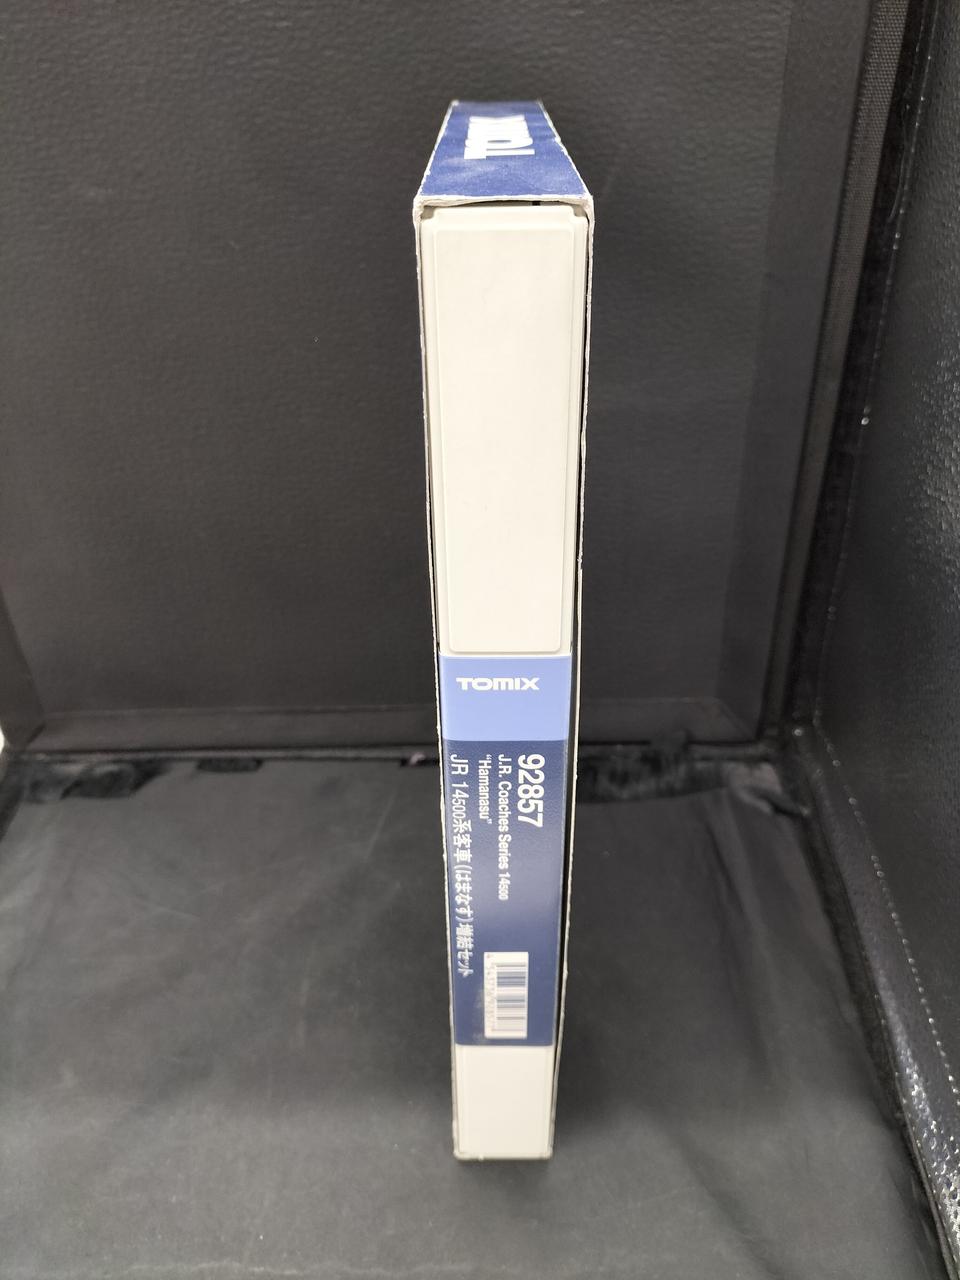 TOMIX
TOMIX
92857
J.R. Coaches Series 14500
"Hamanasu"
JR 14500系客車(はまなす)増結セット